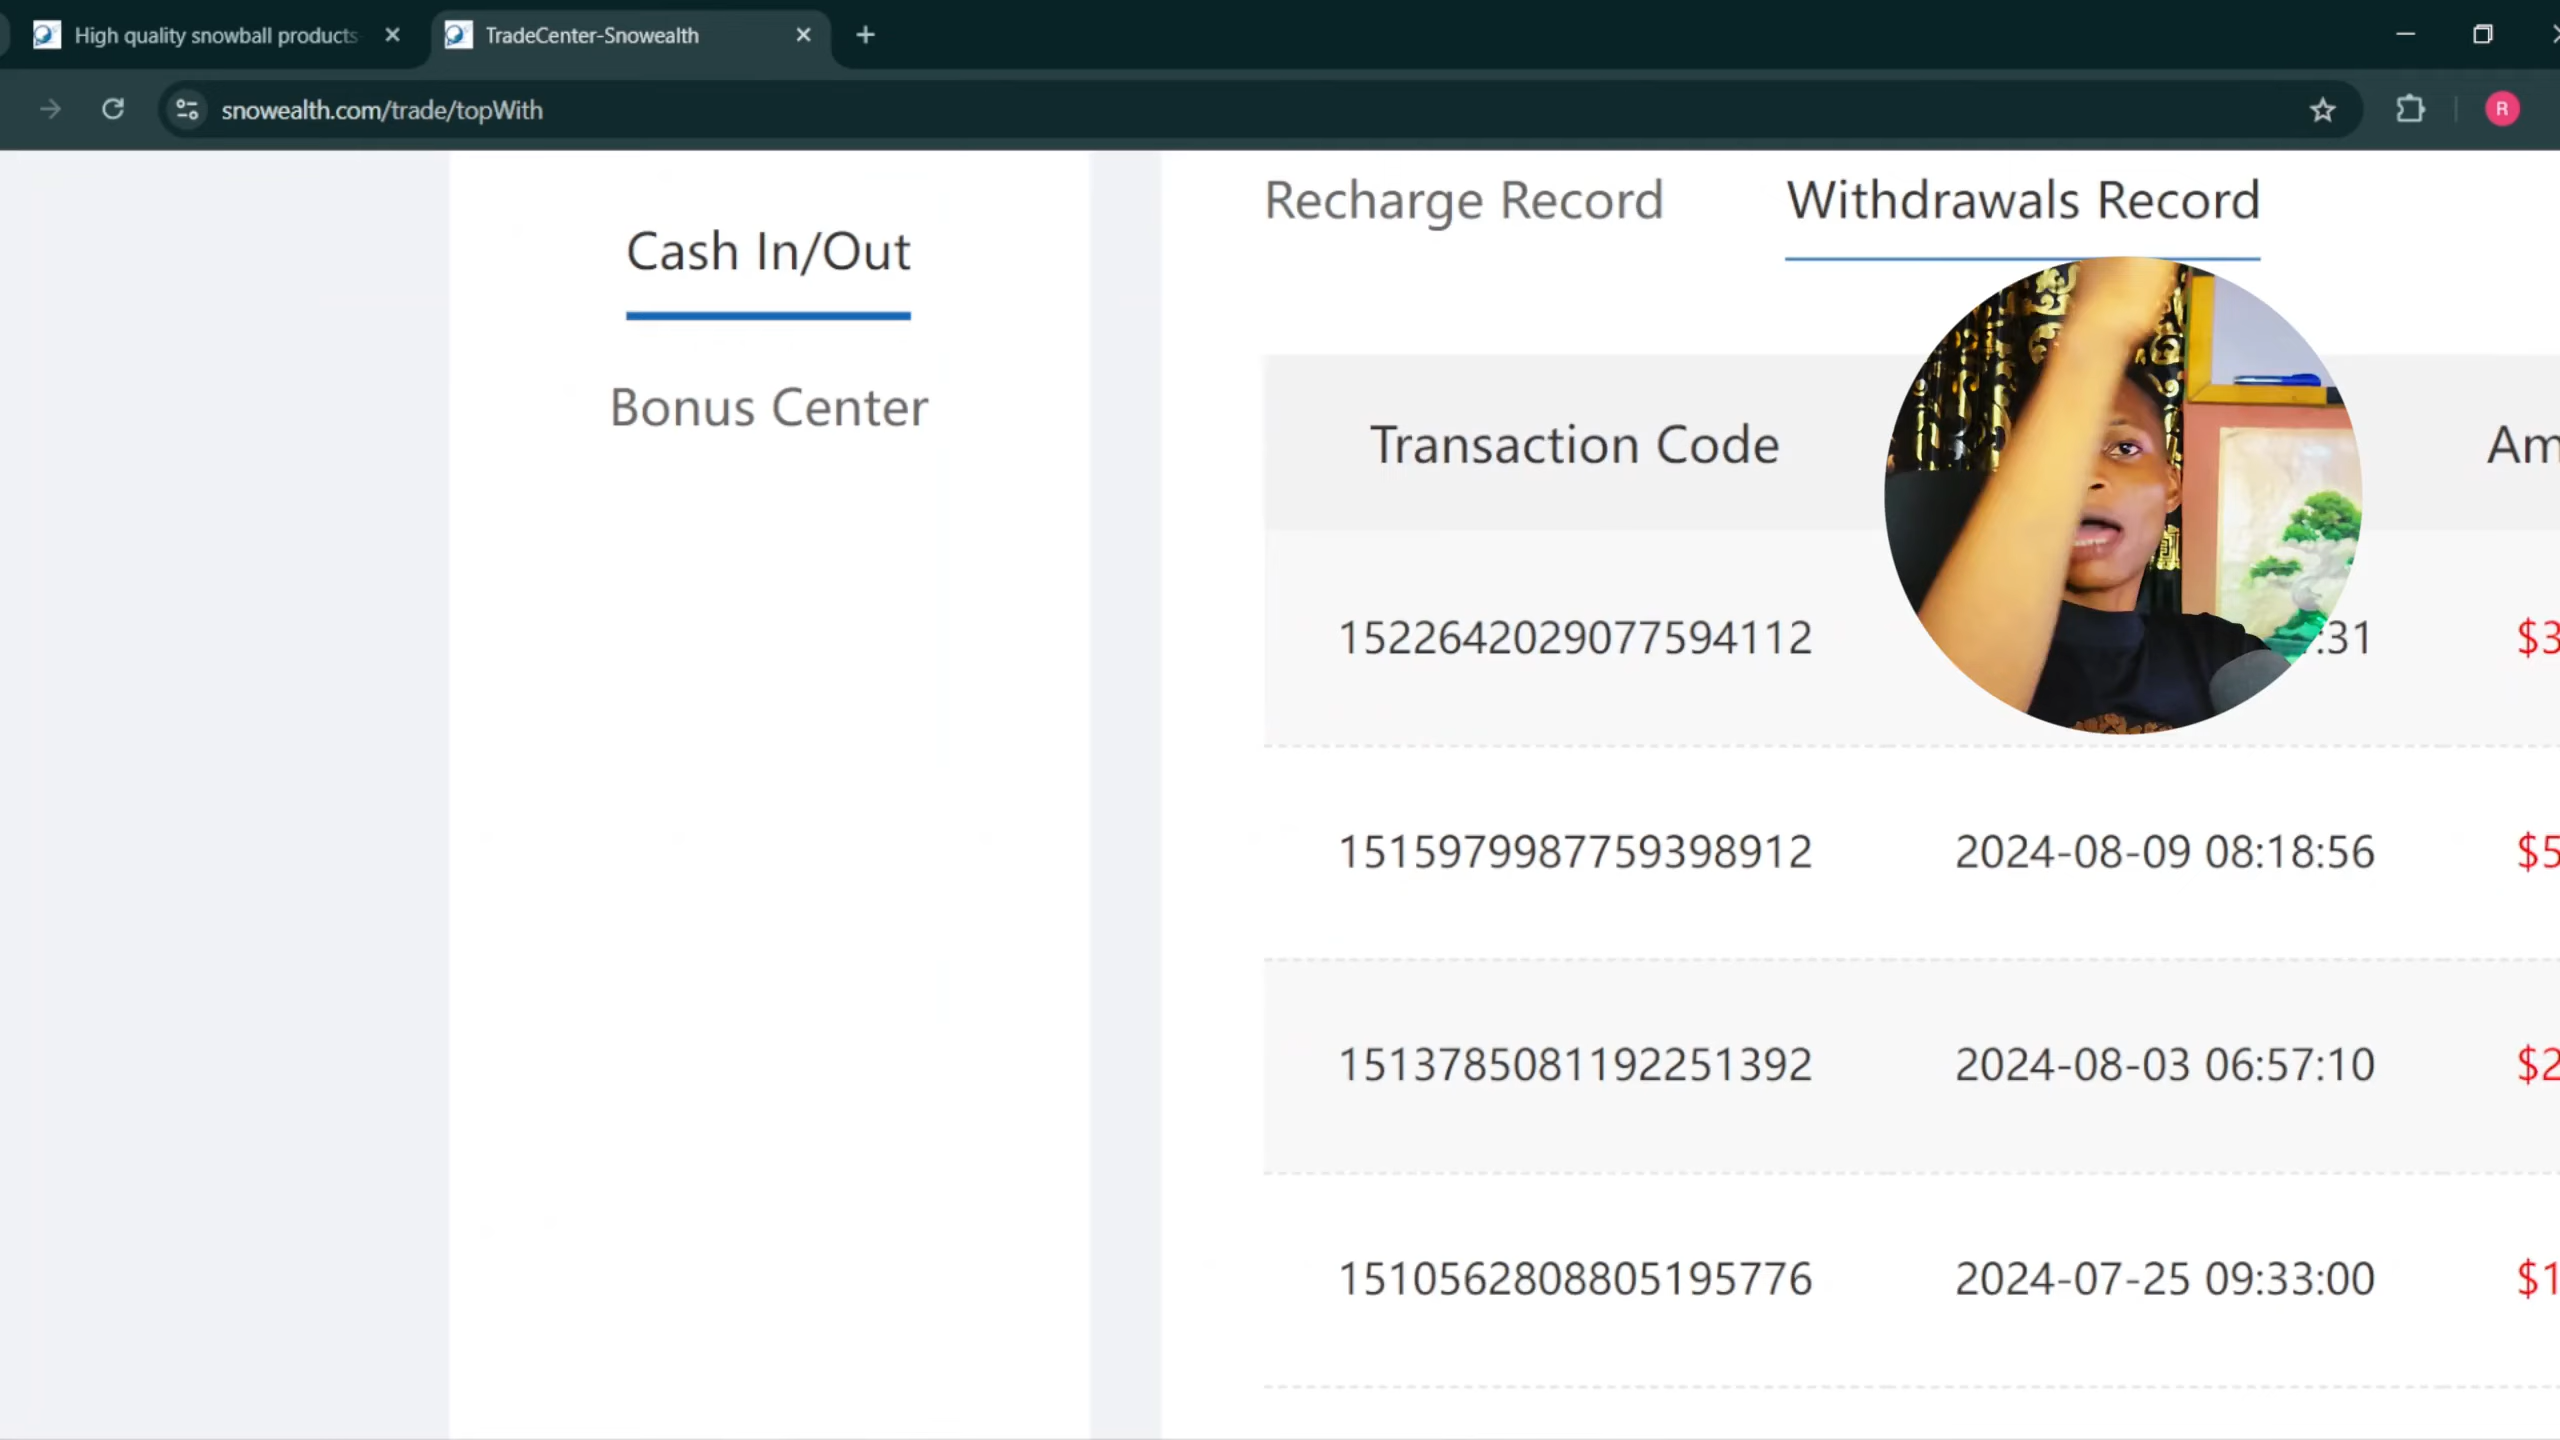 High quality snowball products
TradeCenter-Snowealth
snowealth.com/trade/topWith
R
Recharge Record
Withdrawals Record
Cash In/Out
Bonus Center
Transaction Code
Am
1522642029077594112
:31
$3
1515979987759398912
2024-08-09 08:18:56
$5
1513785081192251392
2024-08-03 06:57:10
$2
1510562808805195776
2024-07-25 09:33:00
$1